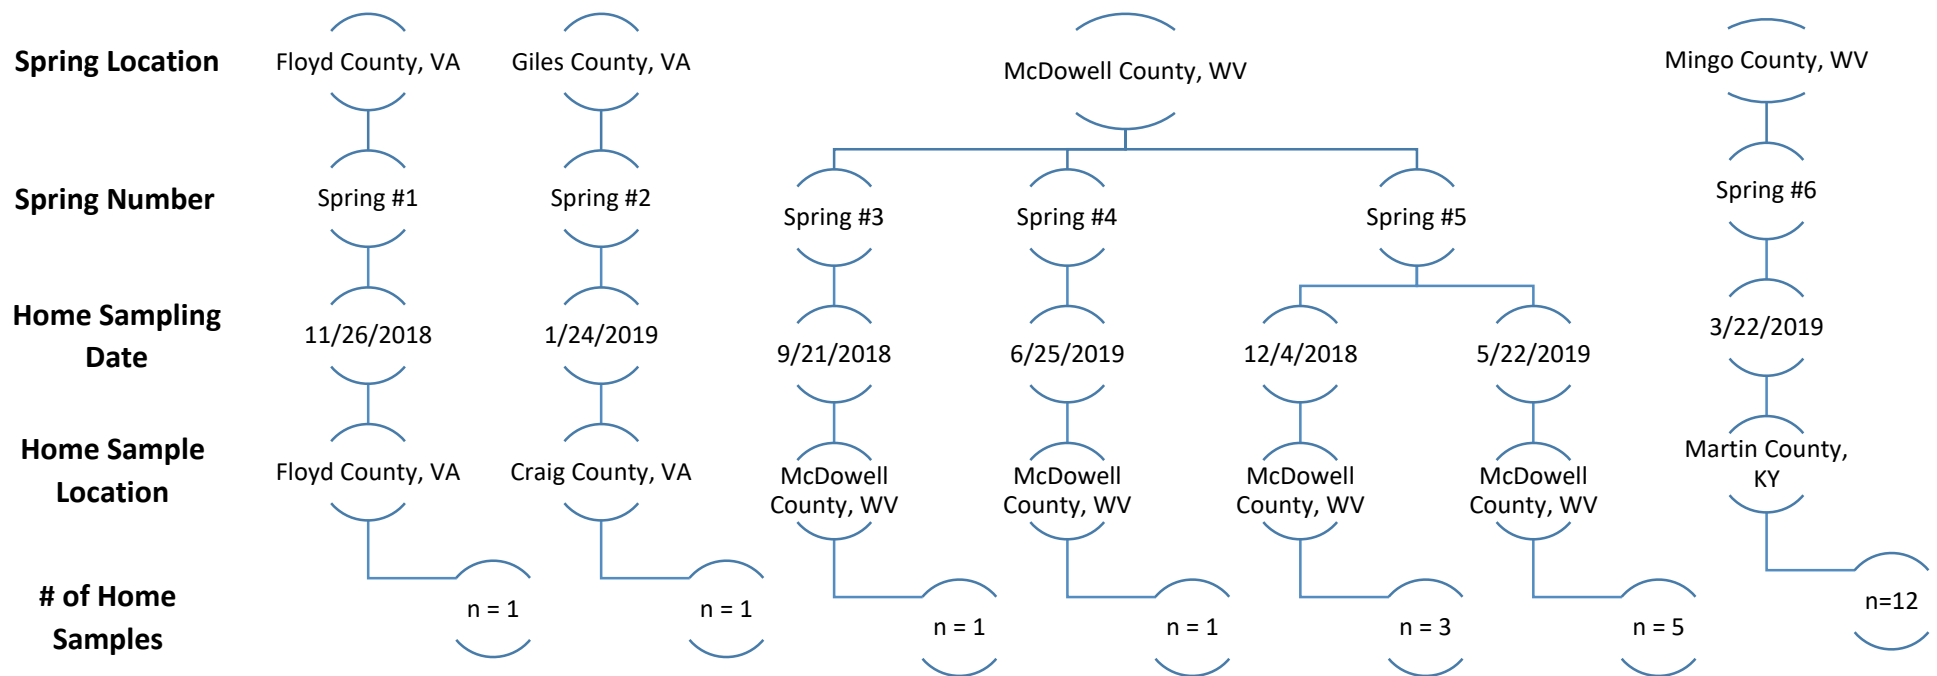 Spring Location
Floyd County, VA
Giles County, VA
McDowell County, WV
Mingo County, WV
Spring Number
Spring #1
Spring #2
Spring #3
Spring #4
Spring #5
Spring #6
Home Sampling
Date
11/26/2018
1/24/2019
9/21/2018
6/25/2019
12/4/2018
5/22/2019
3/22/2019
Home Sample
Location
Floyd County, VA
Craig County, VA
McDowell
County, WV
McDowell
County, WV
McDowell
County, WV
McDowell
County, WV
Martin County,
KY
# of Home
Samples
n = 1
n = 1
n = 1
n = 1
n = 3
n = 5
n=12